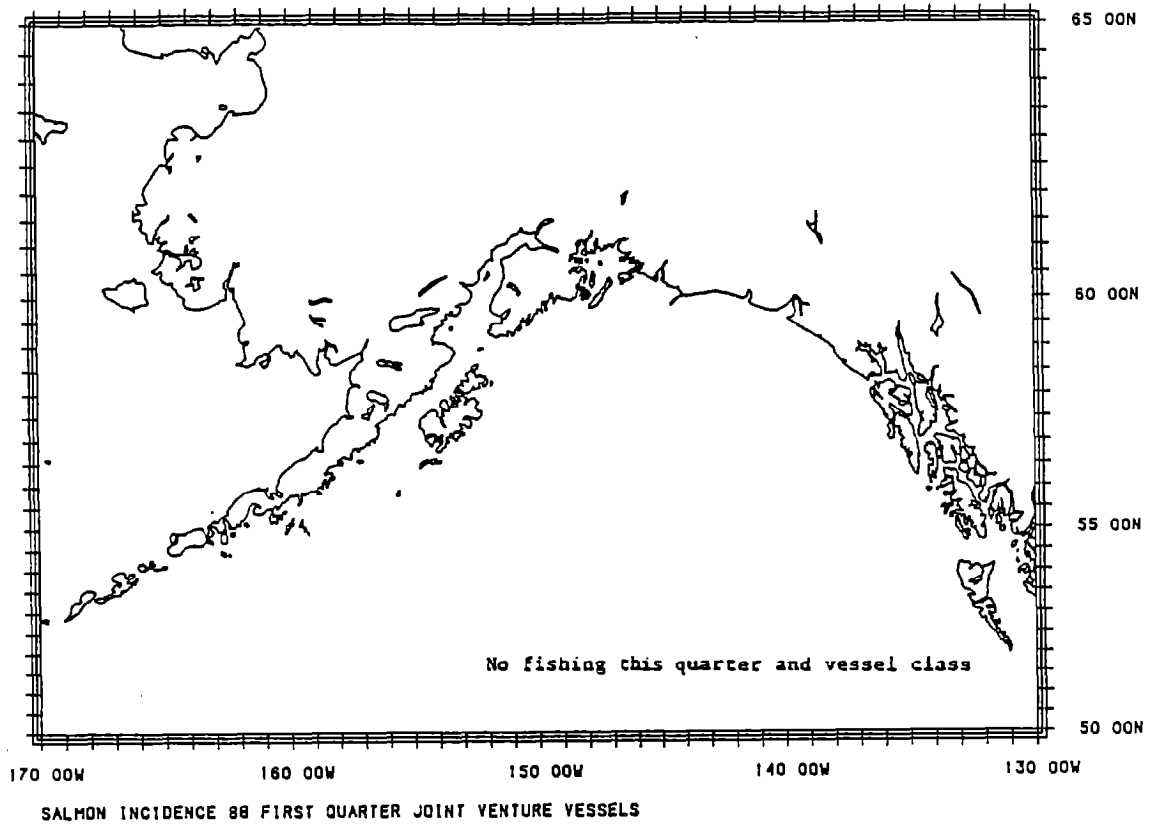 65 00N
60 00N
55 00N
No fishing this quarter and vessel class
50 00N
170 00W 160 00W 150 00W 140 00W 130 00W
SALMON INCIDENCE 88 FIRST QUARTER JOINT VENTURE VESSELS